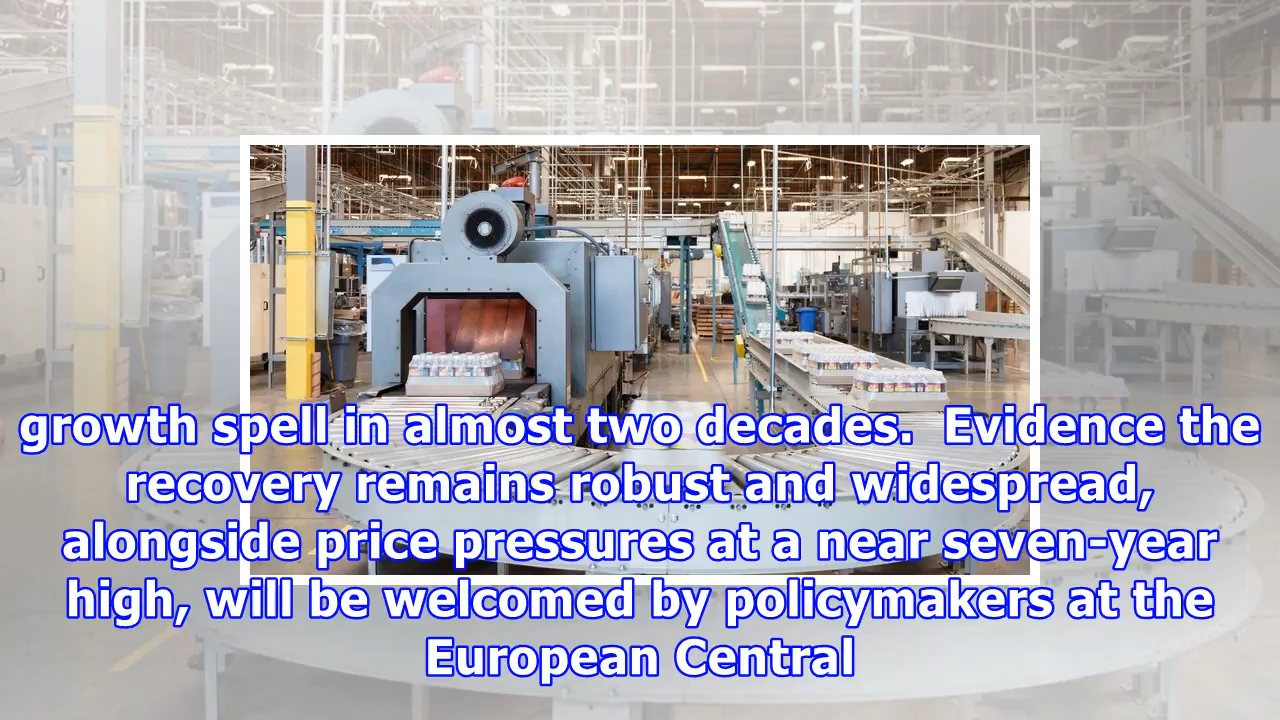 growth spell in almost two decades.  Evidence the
recovery remains robust and widespread,
alongside price pressures at a near seven-year
high, will be welcomed by policymakers at the
European Central